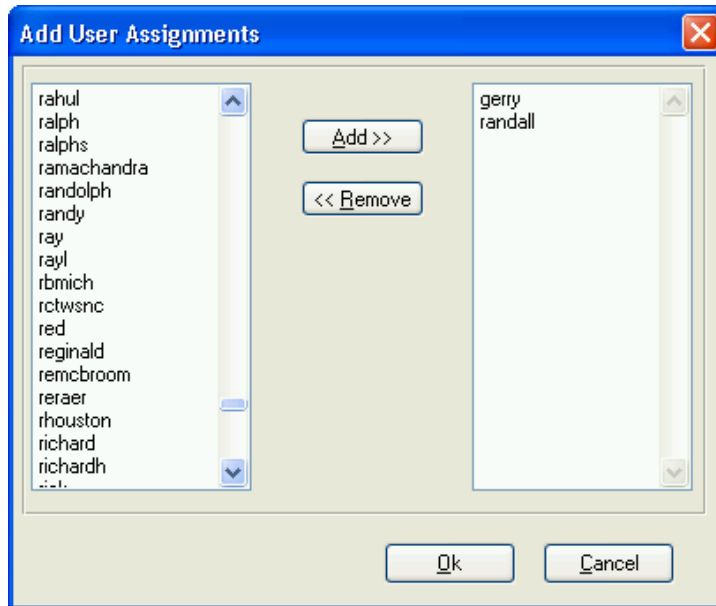 Add User Assignments
rahul
ralph
ralphs
ramachandra
randolph
randy
ray
rayl
rbmich
rctwsnc
red
reginald
remcbroom
reraer
rhouston
richard
richardh
Add >>
<< Remove
gerry
randall
Ok
Cancel